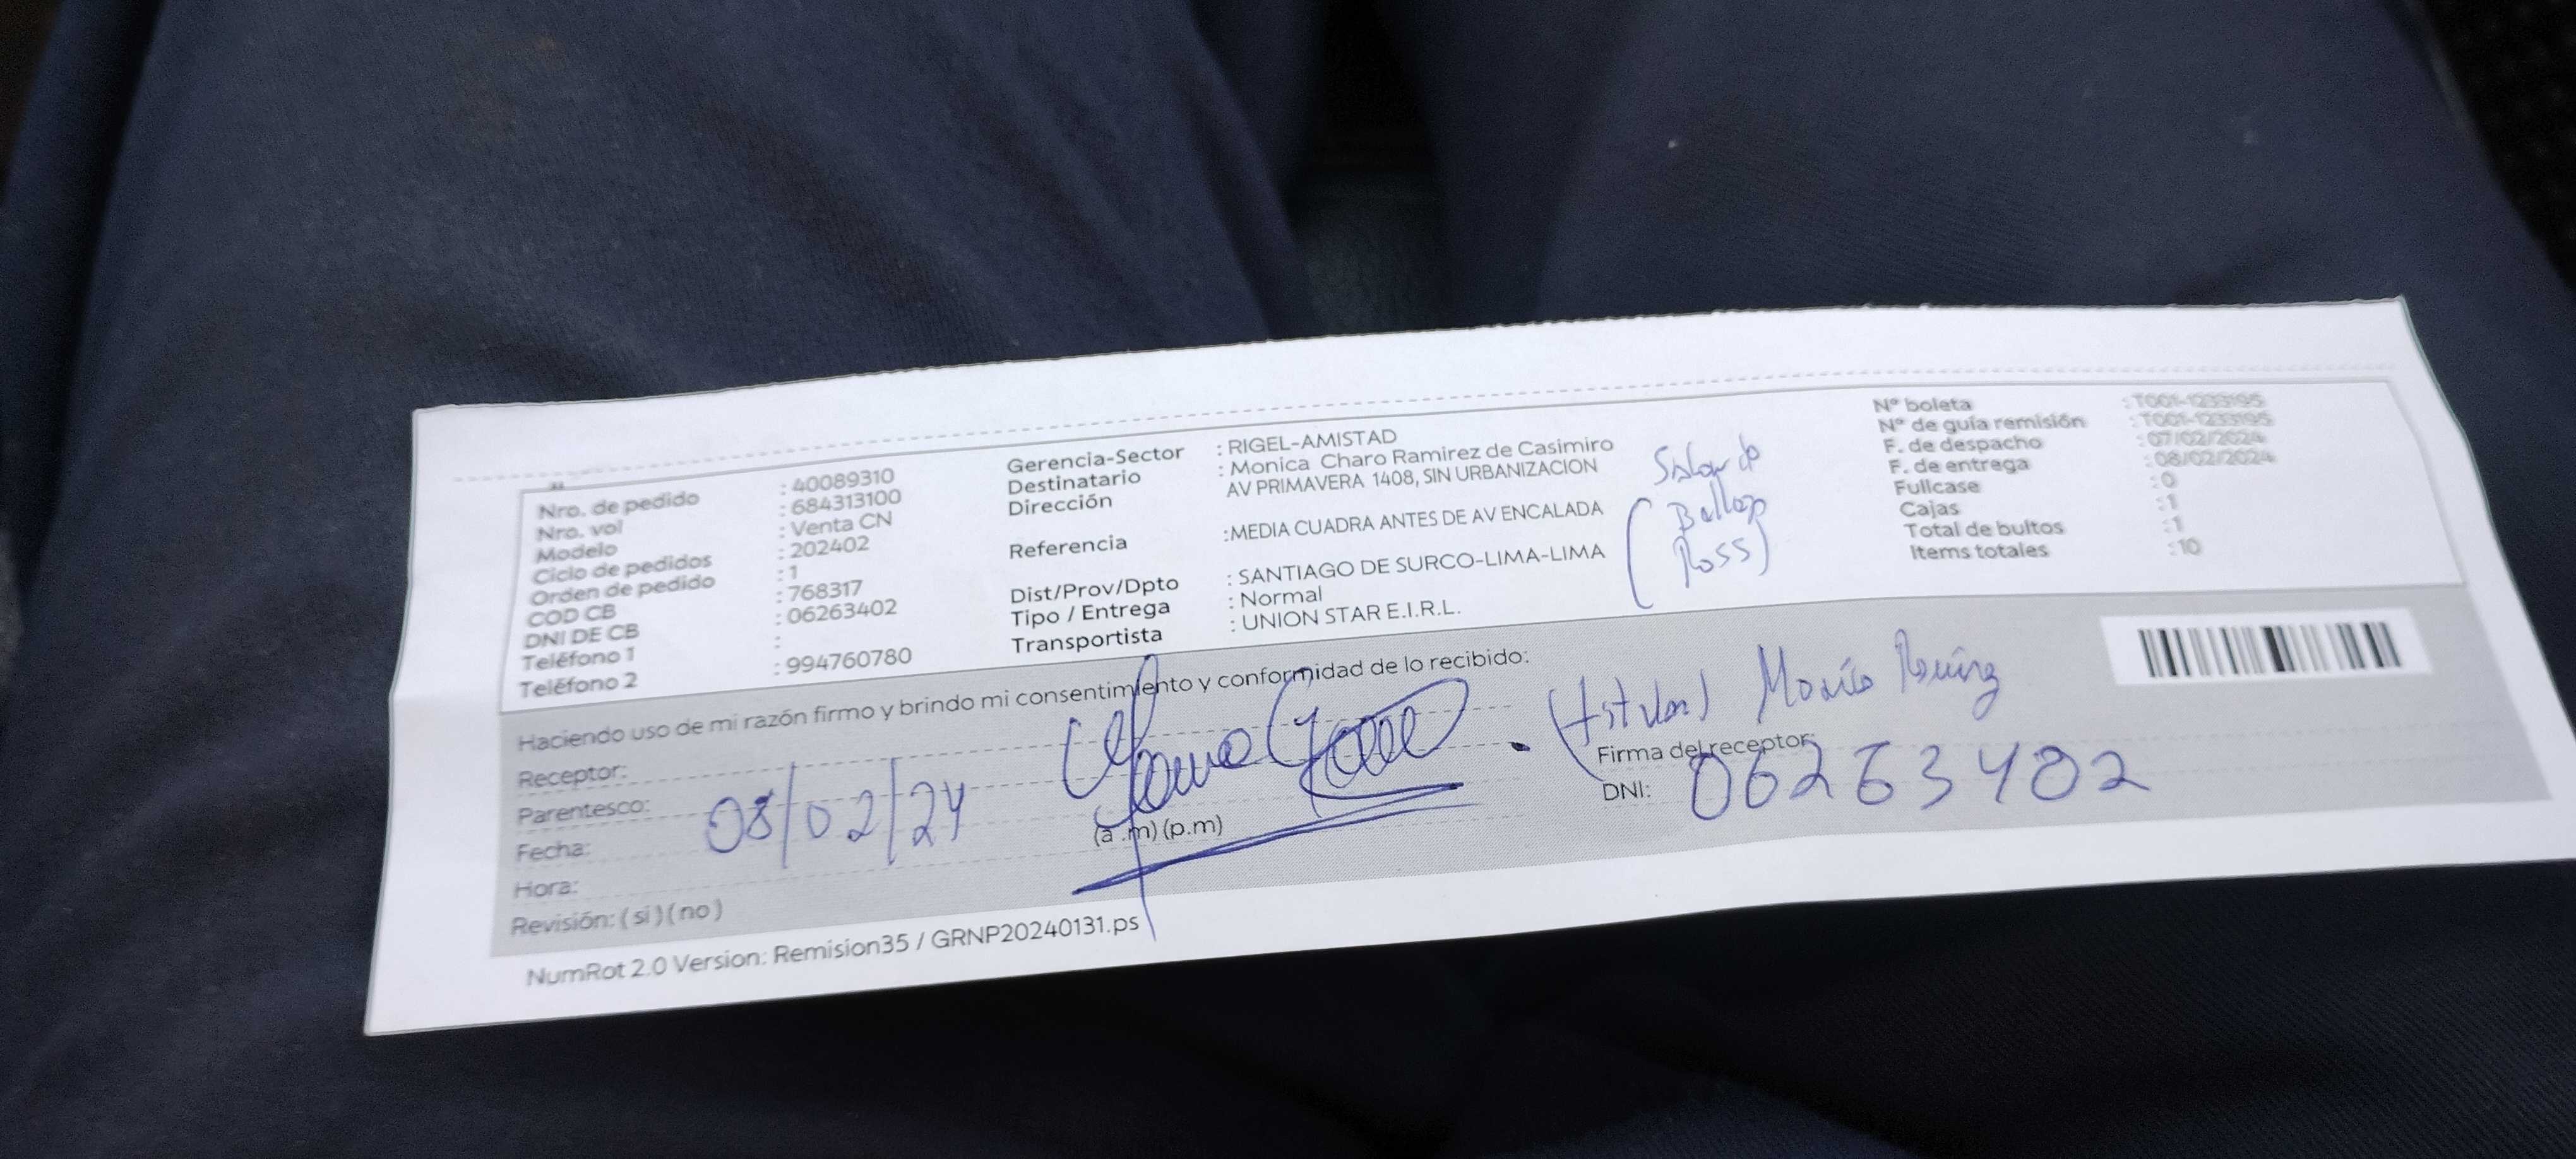 Nro. de pedido : 40089310
Nro. vol : 684313100
Modelo : Venta CN
Ciclo de pedidos : 202402
Orden de pedido : 1
COD CB : 768317
DNI DE CB : 06263402
Teléfono 1 :
Teléfono 2 : 994760780
Gerencia-Sector : RIGEL-AMISTAD
Destinatario : Monica Charo Ramirez de Casimiro
Dirección AV PRIMAVERA 1408, SIN URBANIZACION
Referencia : MEDIA CUADRA ANTES DE AV ENCALADA
Dist/Prov/Dpto : SANTIAGO DE SURCO-LIMA-LIMA
Tipo / Entrega : Normal
Transportista : UNION STAR E.I.R.L.
Ross)
Nº boleta : T001-1233195
Nº de guía remisión : T001-1233195
F. de despacho : 07/02/2024
F. de entrega : 08/02/2024
Fullcase : 0
Cajas : 1
Total de bultos : 1
Items totales : 10
Haciendo uso de mi razón firmo y brindo mi consentimiento y conformidad de lo recibido:
Receptor:
Parentesco:
Fecha: 08/02/24
Hora: (a .m) (p.m)
Revisión: ( si ) ( no )
Firma del receptor:
DNI: 06263402
NumRot 2.0 Version: Remision35 / GRNP20240131.ps